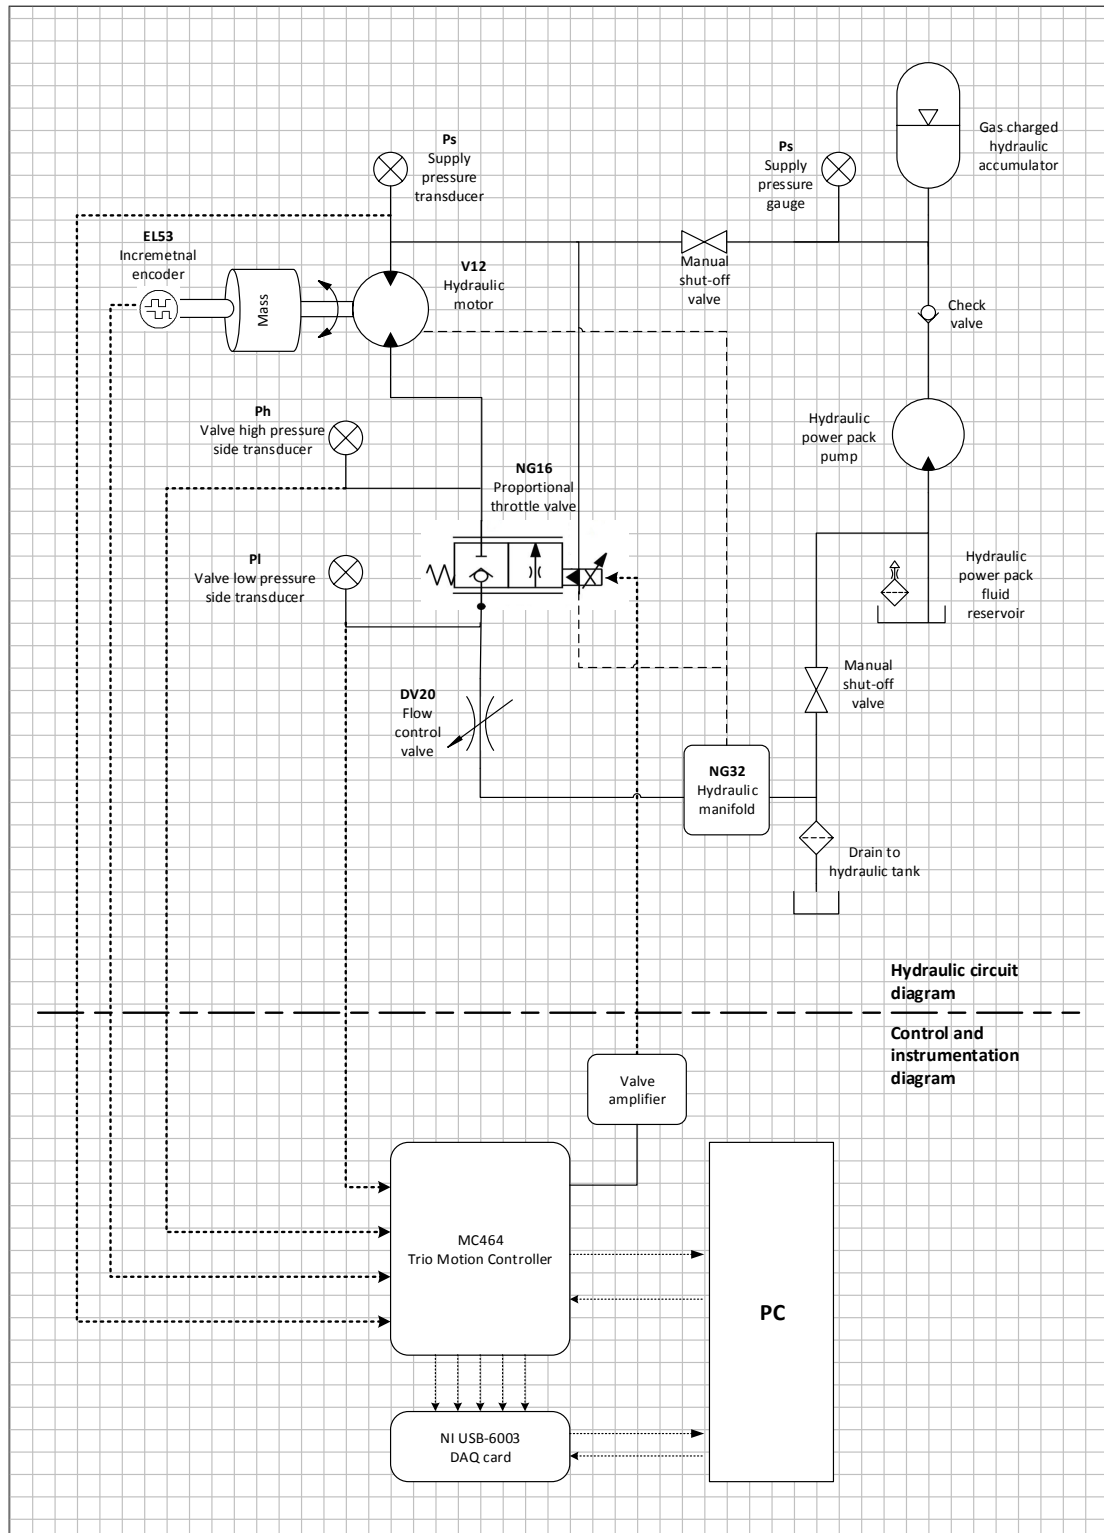 Ps
Supply
pressure
transducer
Ps
Supply
pressure
gauge
Gas charged
hydraulic
accumulator
EL53
Incremetnal
encoder
Mass
V12
Hydraulic
motor
Manual
shut-off
valve
Check
valve
Ph
Valve high pressure
side transducer
Hydraulic
power pack
pump
NG16
Proportional
throttle valve
Pl
Valve low pressure
side transducer
Hydraulic
power pack
fluid
reservoir
DV20
Flow
control
valve
Manual
shut-off
valve
NG32
Hydraulic
manifold
Drain to
hydraulic tank
Hydraulic circuit
diagram
Control and
instrumentation
diagram
Valve
amplifier
MC464
Trio Motion Controller
PC
NI USB-6003
DAQ card